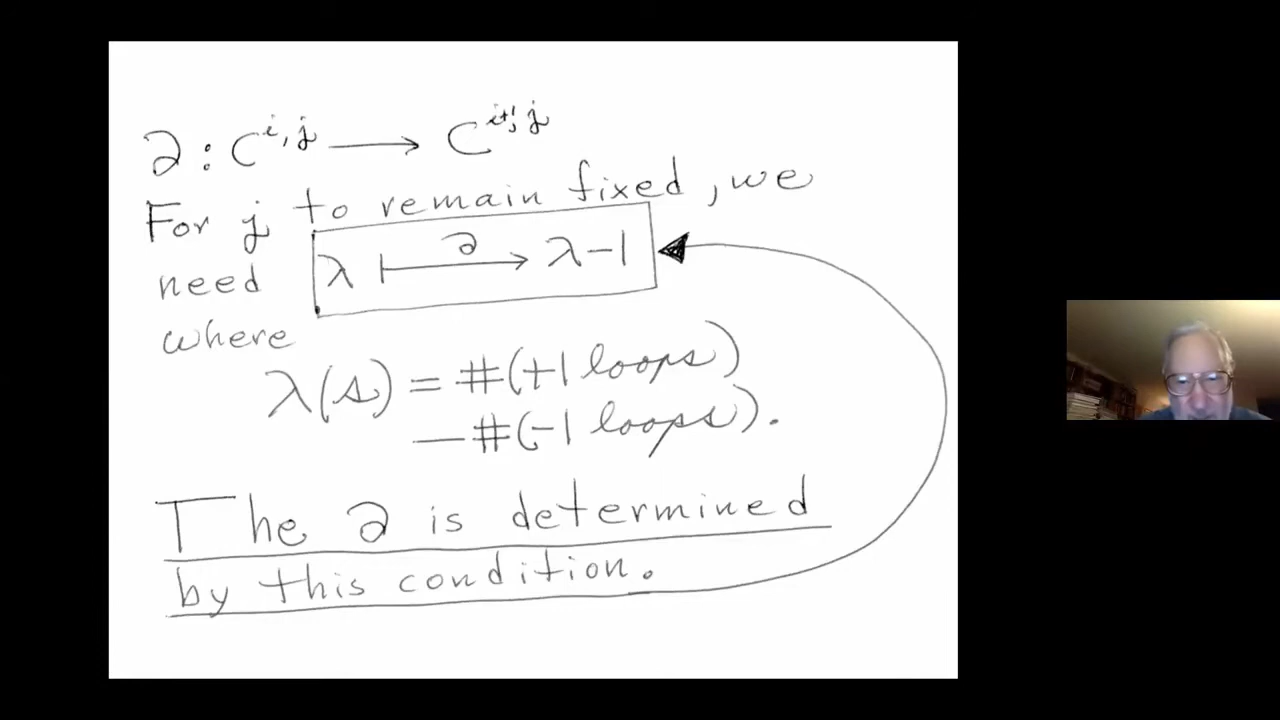 ∂ : C^{i,j} ⟶ C^{i+1,j}
For j to remain fixed, we
need λ ⟼^{∂} λ-1
where
λ(s) = #(+1 loops)
— #(-1 loops).
The ∂ is determined
by this condition.